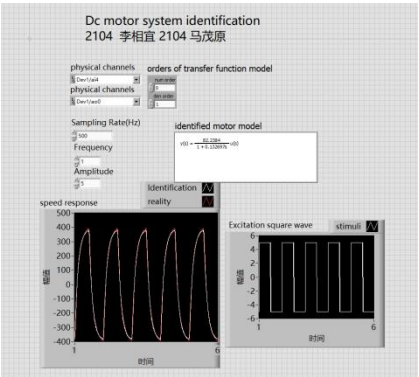 Dc motor system identification
2104 李相宜 2104 马茂原
physical channels
Dev1/ai4
physical channels
Dev1/ao0
orders of transfer function model
num order
0
den order
1
Sampling Rate(Hz)
500
Frequency
1
Amplitude
5
identified motor model
Identification
reality
speed response
500
400
300
200
100
0
-100
-200
-300
-400
幅值
1
6
时间
Excitation square wave
stimuli
6
4
2
0
-2
-4
-6
幅值
1
6
时间